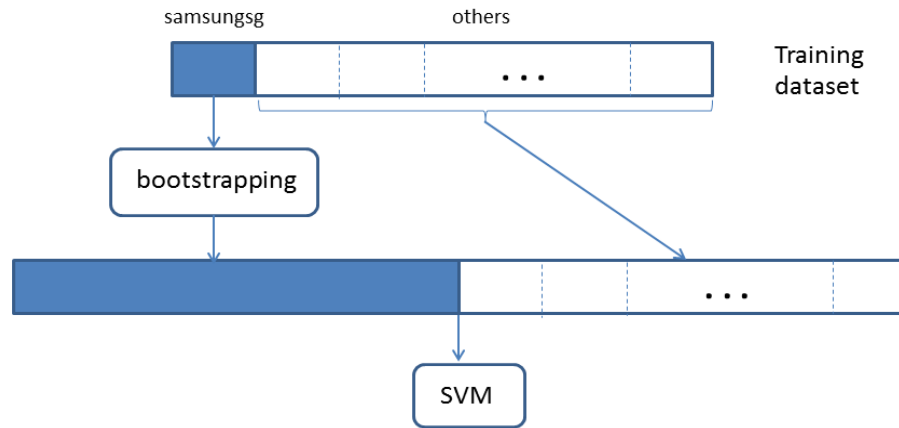 samsungsg
others
...
Training
dataset
bootstrapping
...
SVM